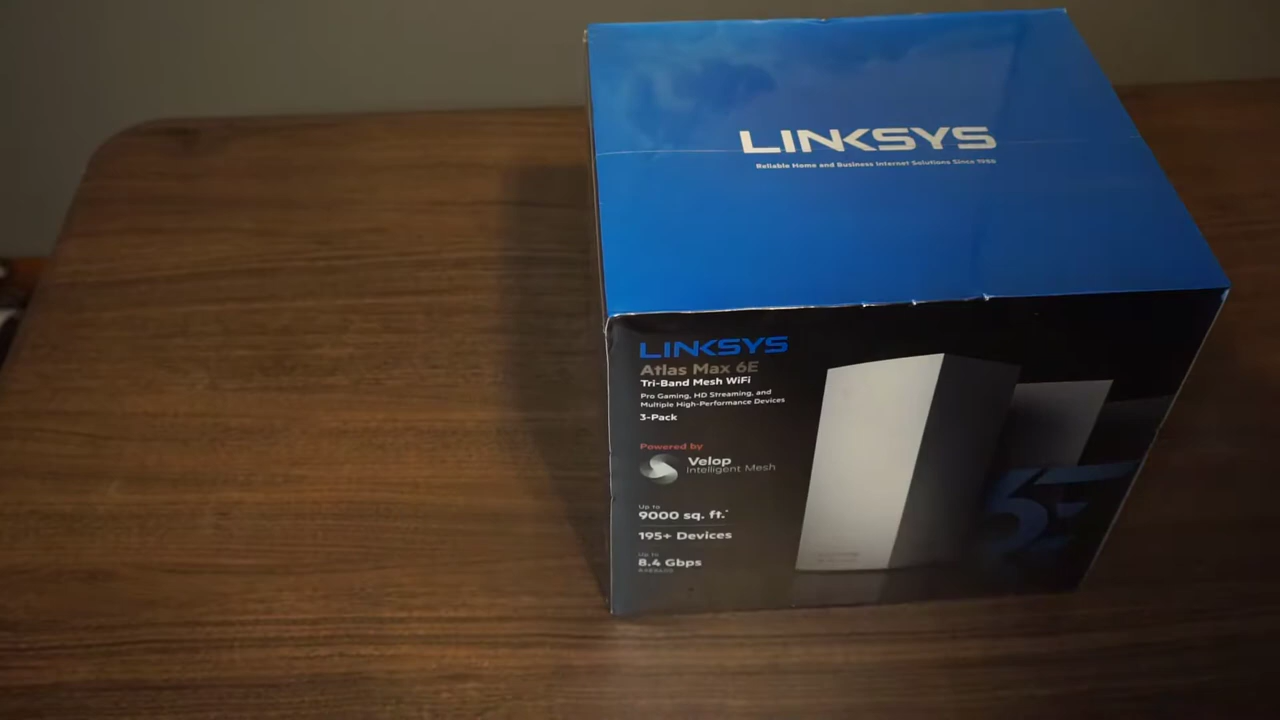 LINKSYS
Reliable Home and Business Internet Solutions Since 1988
LINKSYS
Atlas Max 6E
Tri-Band Mesh WiFi
Pro Gaming, HD Streaming, and
Multiple High-Performance Devices
3-Pack
Powered by
Velop
Intelligent Mesh
Up to
9000 sq. ft.*
195+ Devices
Up to
8.4 Gbps
6E